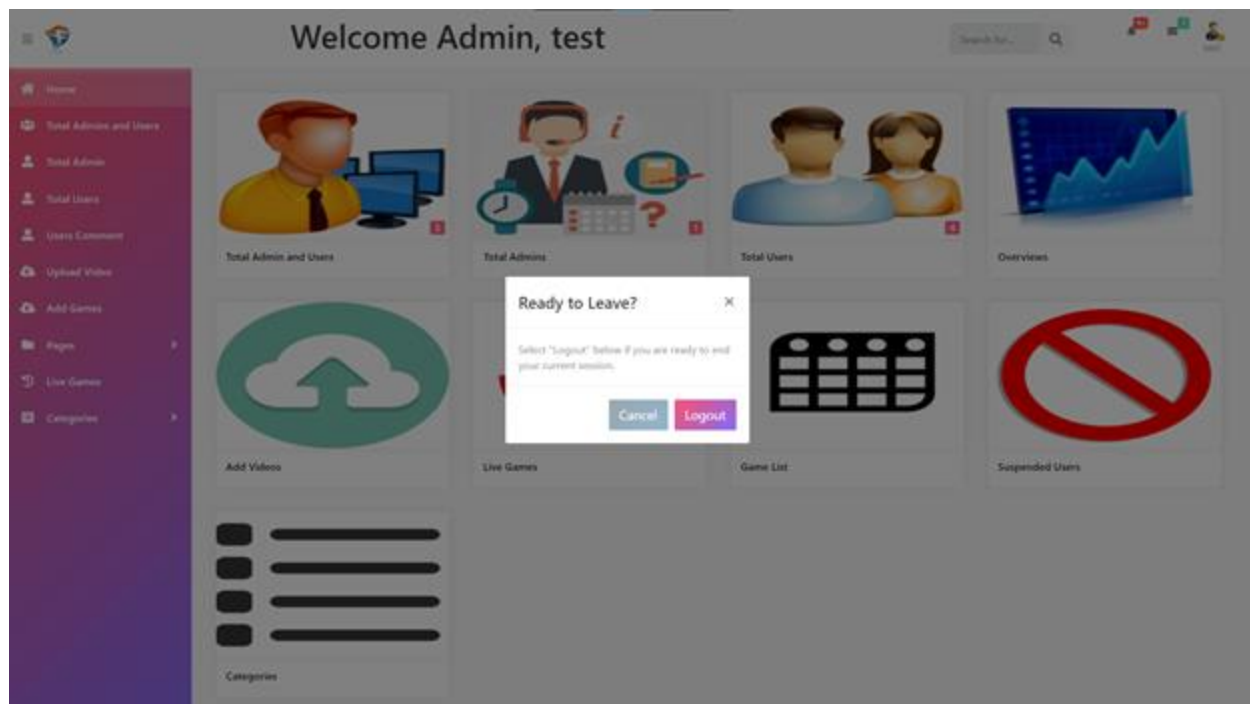 Welcome Admin, test
Search for...
Home
Total Admins and Users
Total Admin
Total Users
Users Comment
Upload Video
Add Games
Pages
Live Games
Categories
Total Admin and Users
Total Admins
Total Users
Overviews
Ready to Leave?
×
Select "Logout" below if you are ready to end
your current session.
Cancel
Logout
Add Videos
Live Games
Game List
Suspended Users
Categories